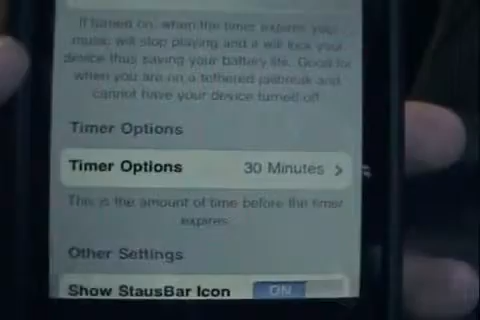 If turned on, when the timer expires your
music will stop playing and it will lock your
device thus saving your battery life. Good for
when you are on a tethered jailbreak and
cannot have your device turned off.
Timer Options
Timer Options 30 Minutes >
This is the amount of time before the timer
expires.
Other Settings
Show StausBar Icon ON